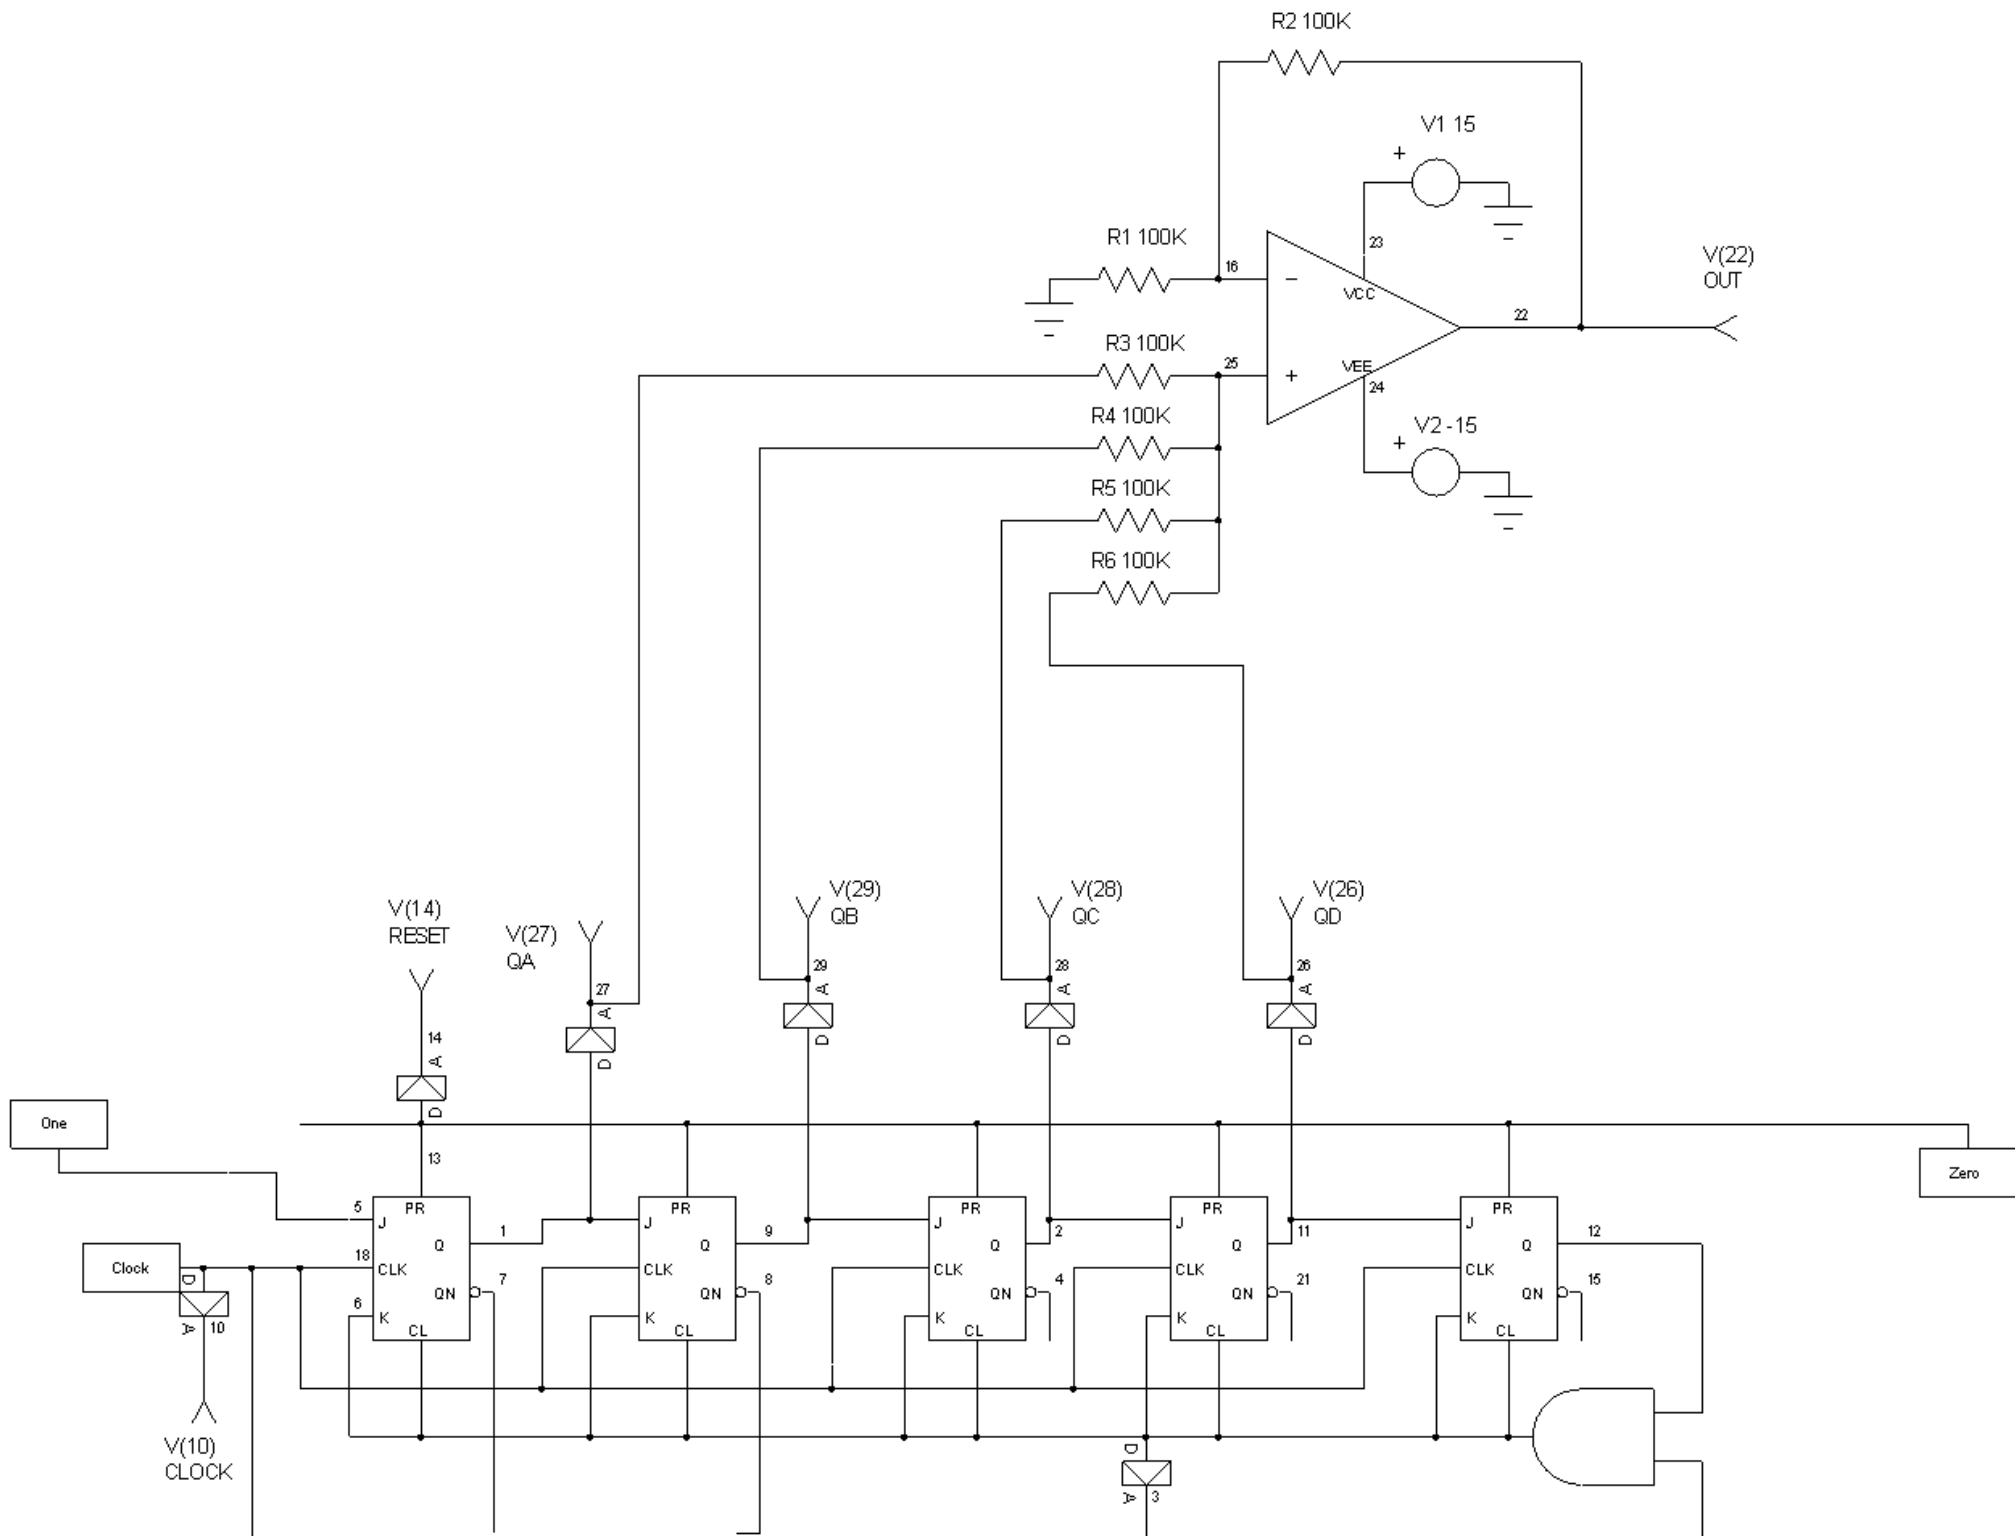 R2 100K
V1 15
+
R1 100K
16
23
−
VCC
V(22)
OUT
22
R3 100K
25
VEE
+
24
R4 100K
V2 -15
+
R5 100K
R6 100K
V(14)
RESET
V(27)
QA
V(29)
QB
V(28)
QC
V(26)
QD
27
A
D
29
A
D
28
A
D
26
A
D
14
A
D
One
13
Zero
5
J
PR
Q
1
18
CLK
QN
7
6
K
CL
J
PR
Q
9
CLK
QN
8
K
CL
J
PR
Q
2
CLK
QN
4
K
CL
J
PR
Q
11
CLK
QN
21
K
CL
J
PR
Q
12
CLK
QN
15
K
CL
Clock
D
A
10
V(10)
CLOCK
D
A
3